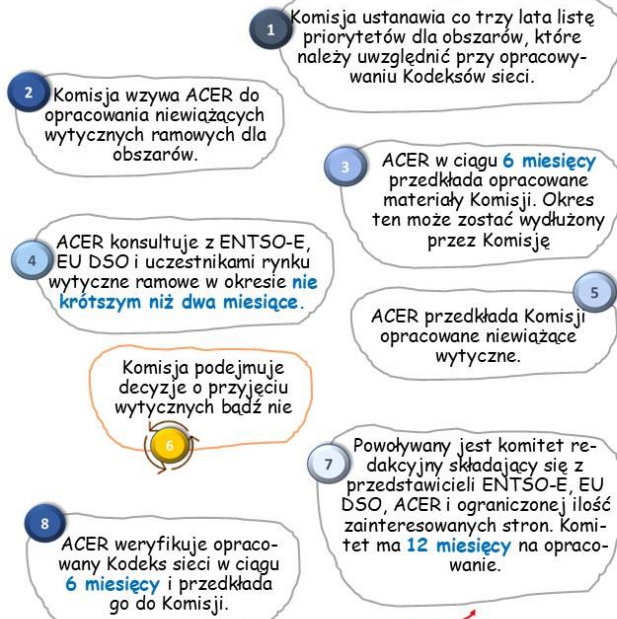 1
Komisja ustanawia co trzy lata listę
priorytetów dla obszarów, które
należy uwzględnić przy opracowy-
waniu Kodeksów sieci.
2
Komisja wzywa ACER do
opracowania niewiążących
wytycznych ramowych dla
obszarów.
3
ACER w ciągu 6 miesięcy
przedkłada opracowane
materiały Komisji. Okres
ten może zostać wydłużony
przez Komisję
4
ACER konsultuje z ENTSO-E,
EU DSO i uczestnikami rynku
wytyczne ramowe w okresie nie
krótszym niż dwa miesiące.
5
ACER przedkłada Komisji
opracowane niewiążące
wytyczne.
Komisja podejmuje
decyzje o przyjęciu
wytycznych bądź nie
6
7
Powoływany jest komitet re-
dakcyjny składający się z
przedstawicieli ENTSO-E, EU
DSO, ACER i ograniczonej ilość
zainteresowanych stron. Komi-
tet ma 12 miesięcy na opraco-
wanie.
8
ACER weryfikuje opraco-
wany Kodeks sieci w ciągu
6 miesięcy i przedkłada
go do Komisji.